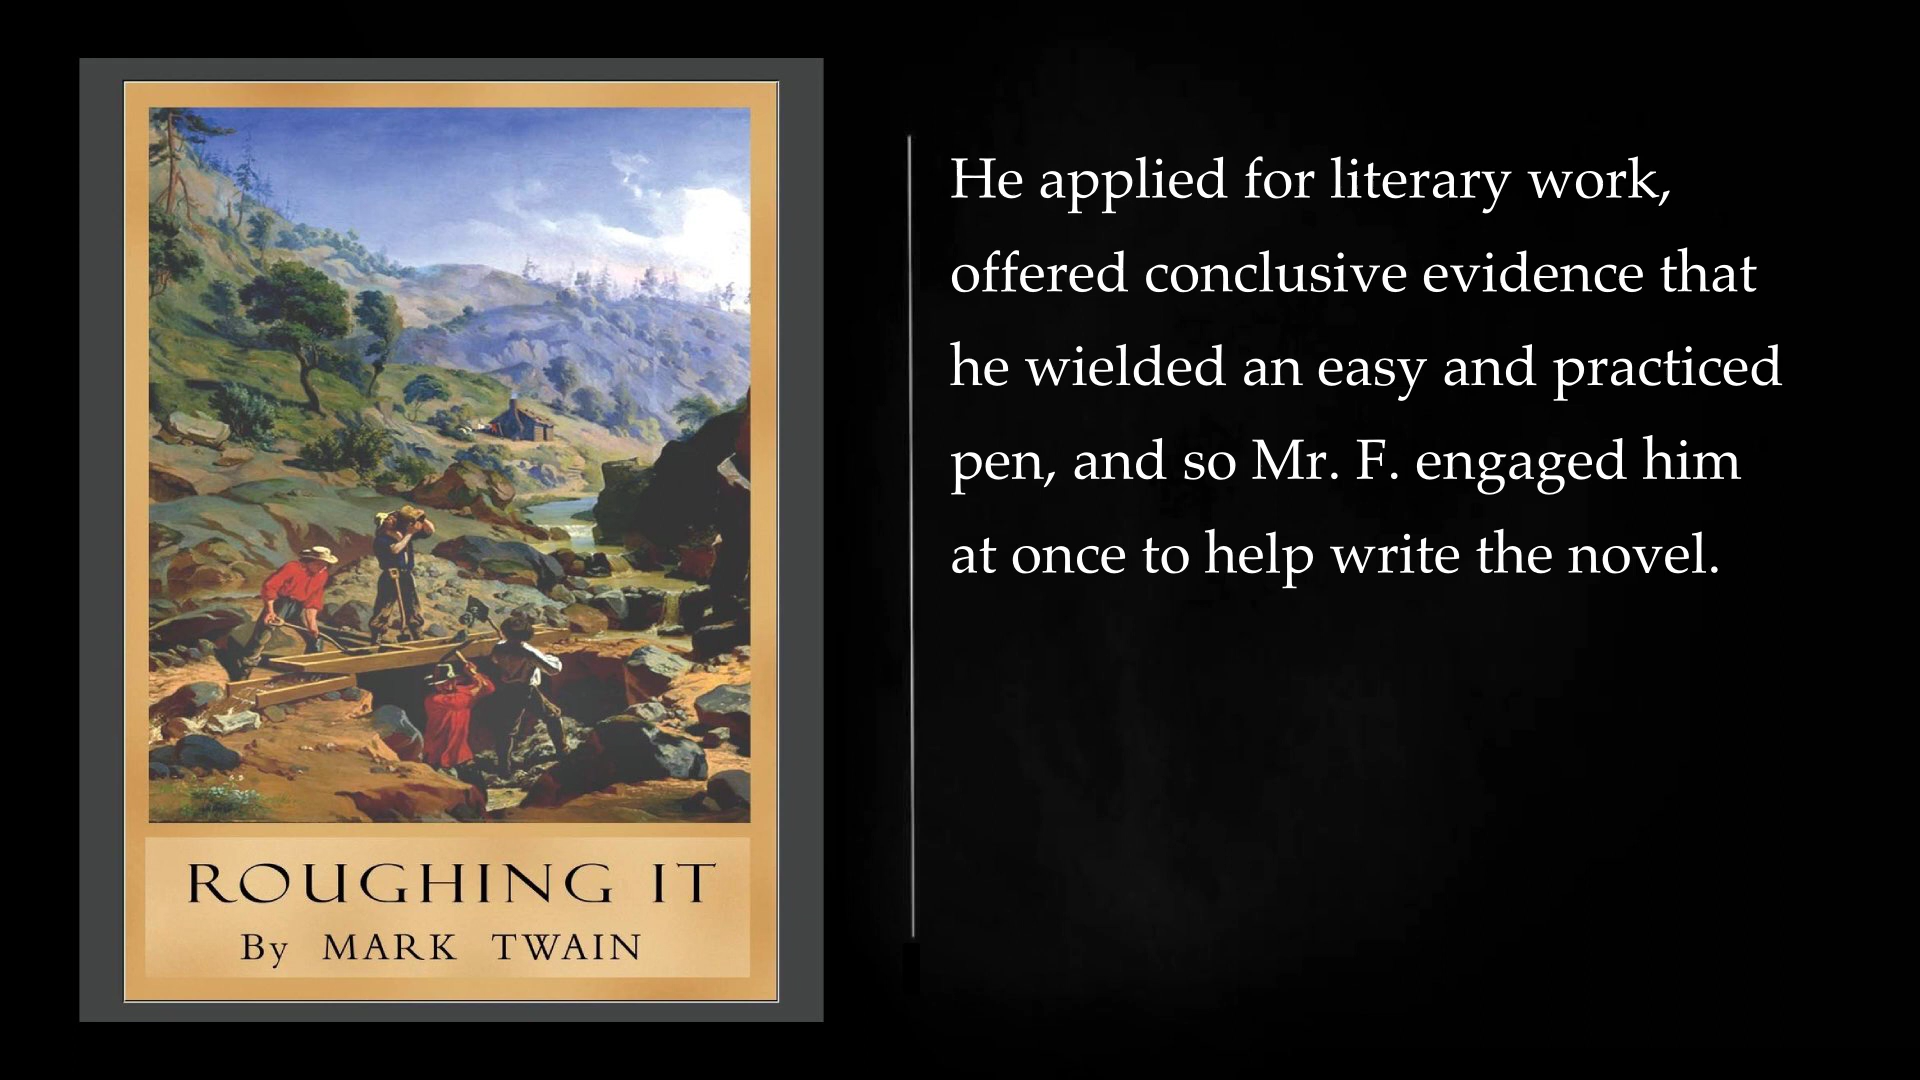 ROUGHING IT
By MARK TWAIN
He applied for literary work,
offered conclusive evidence that
he wielded an easy and practiced
pen, and so Mr. F. engaged him
at once to help write the novel.